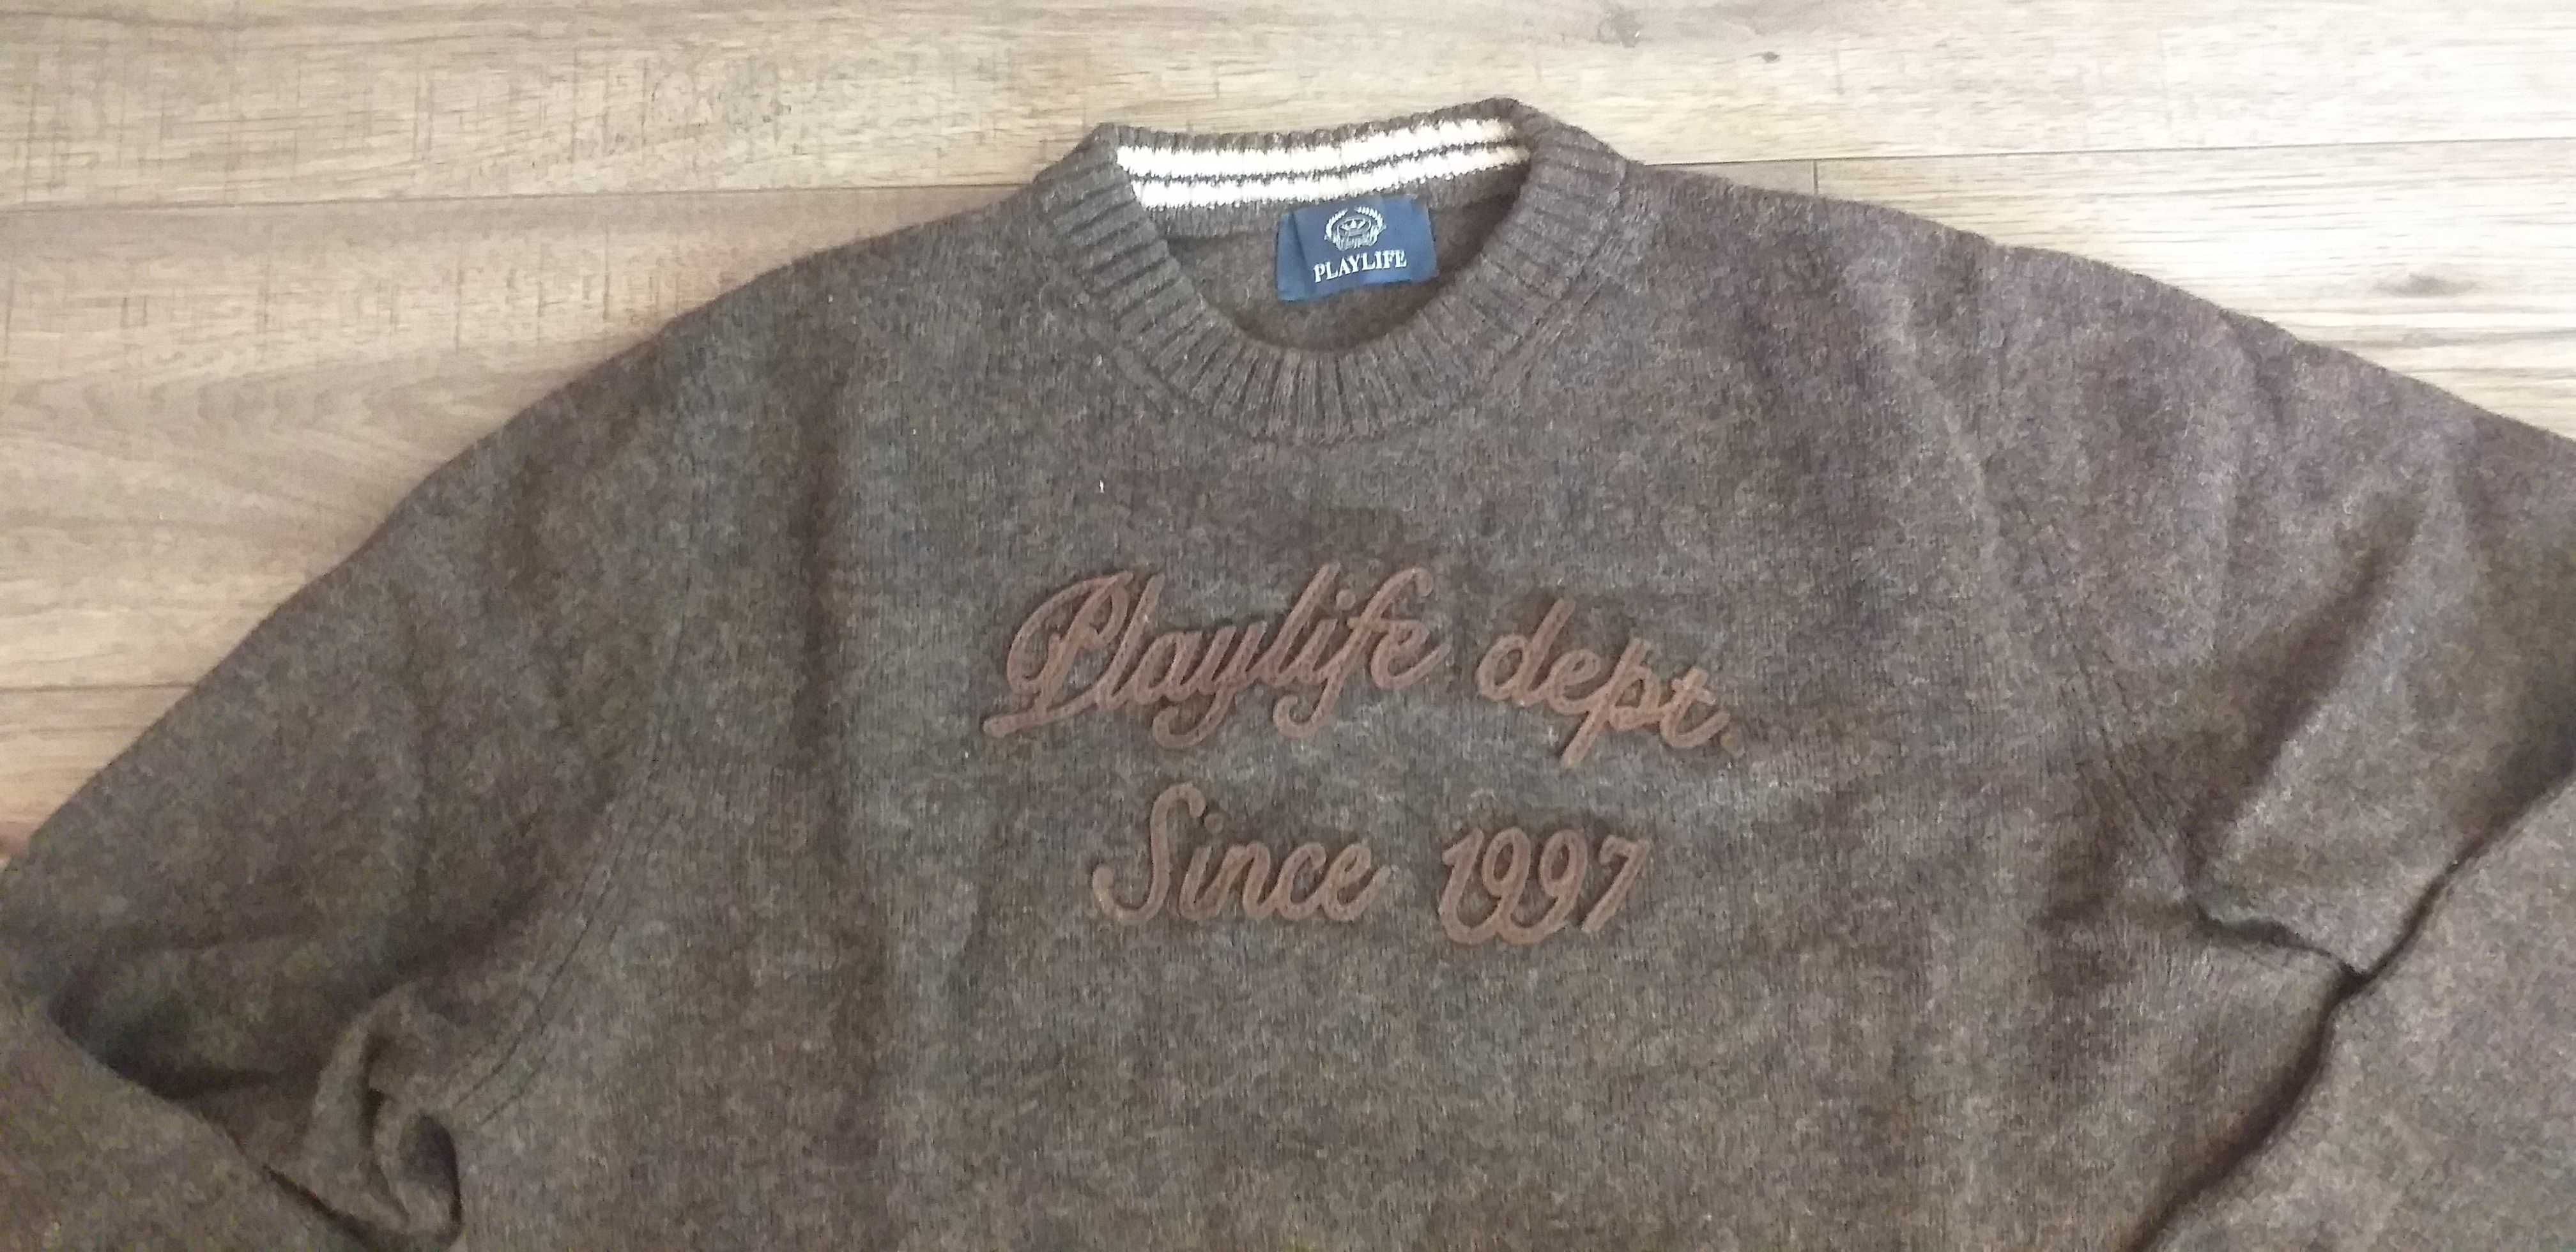 PLAYLIFE
Playlife dept.
Since 1997